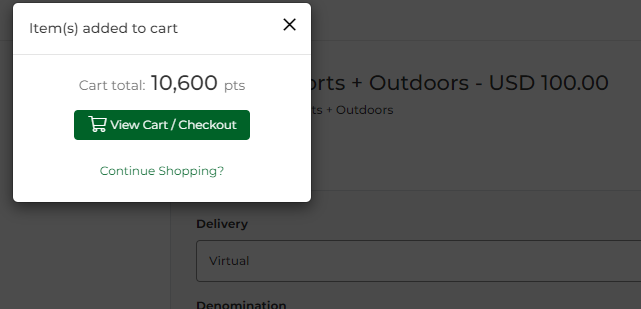 Item(s) added to cart
Cart total: 10,600 pts
View Cart / Checkout
Continue Shopping?
rts + Outdoors - USD 100.00
ts + Outdoors
Delivery
Virtual
Denomination